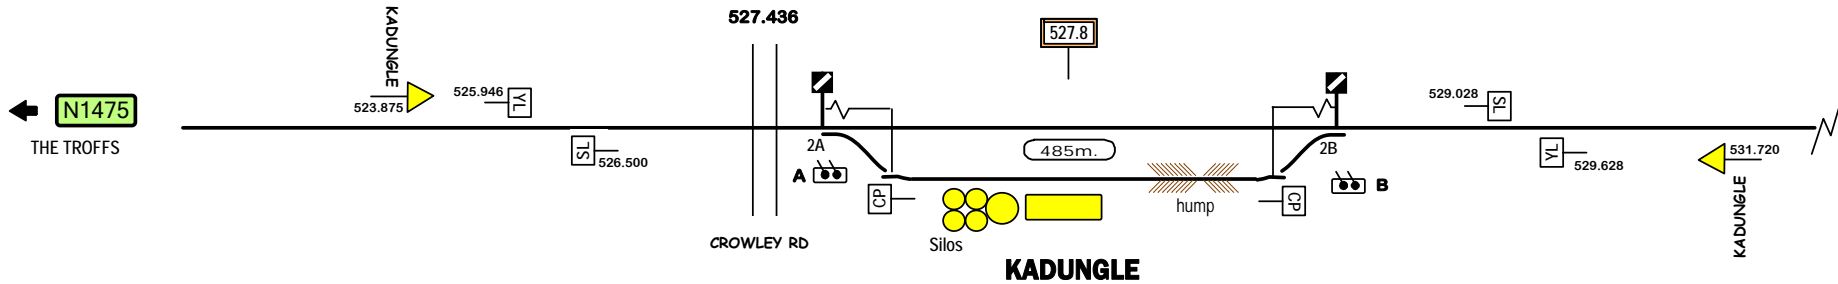 527.436
527.8
KADUNGLE
523.875
525.946
YL
529.028
SL
N1475
THE TROFFS
SL
526.500
2A
485m.
2B
YL
529.628
531.720
KADUNGLE
A
B
CP
CP
hump
CROWLEY RD
Silos
KADUNGLE